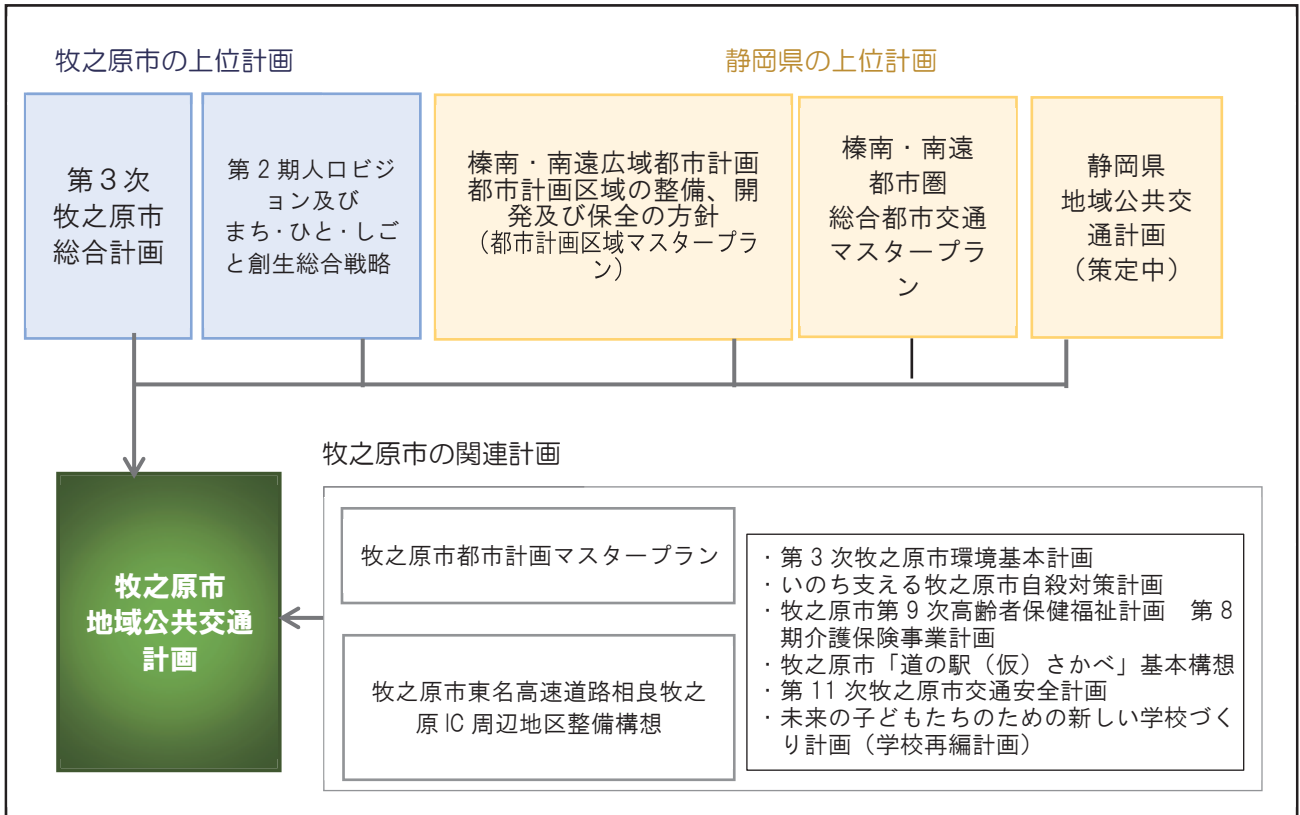 牧之原市の上位計画
静岡県の上位計画
第3次
牧之原市
総合計画
第2期人口ビジ
ョン及び
まち・ひと・しご
と創生総合戦略
榛南・南遠広域都市計画
都市計画区域の整備、開
発及び保全の方針
（都市計画区域マスタープラ
ン）
榛南・南遠
都市圏
総合都市交通
マスタープラ
ン
静岡県
地域公共交
通計画
（策定中）
牧之原市の関連計画
牧之原市
地域公共交通
計画
牧之原市都市計画マスタープラン
牧之原市東名高速道路相良牧之
原IC周辺地区整備構想
・第3次牧之原市環境基本計画
・いのち支える牧之原市自殺対策計画
・牧之原市第9次高齢者保健福祉計画　第8
期介護保険事業計画
・牧之原市「道の駅（仮）さかべ」基本構想
・第11次牧之原市交通安全計画
・未来の子どもたちのための新しい学校づく
り計画（学校再編計画）